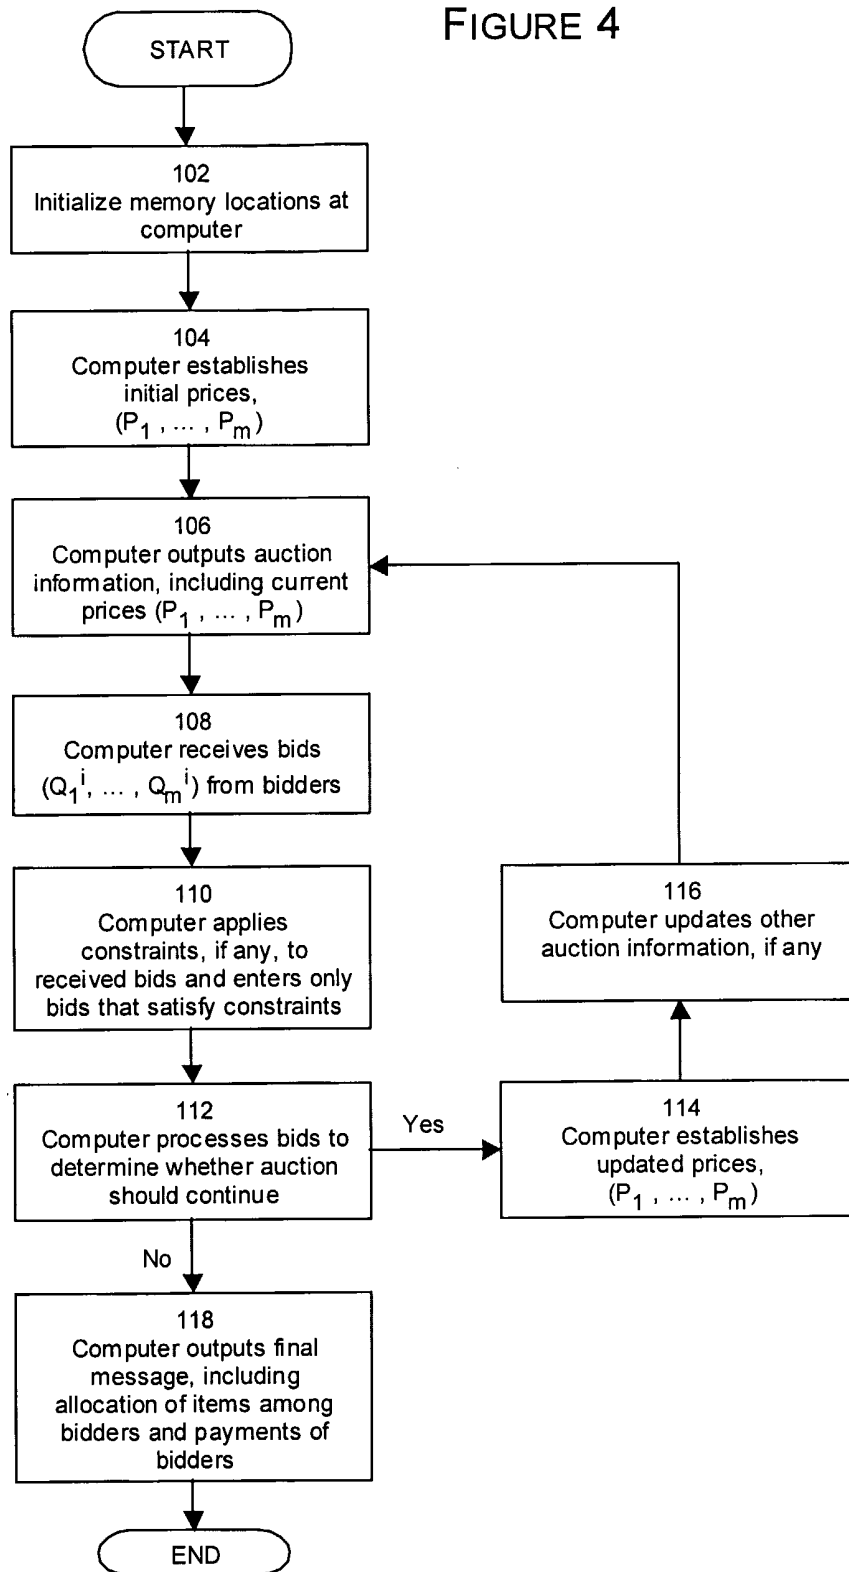 FIGURE 4
START
102
Initialize memory locations at
computer
104
Computer establishes
initial prices,
(P1 , ... , Pm )
106
Computer outputs auction
information, including current
prices (P1 , ... , Pm )
108
Computer receives bids
(Q1^i, ... , Qm^i) from bidders
110
Computer applies
constraints, if any, to
received bids and enters only
bids that satisfy constraints
112
Computer processes bids to
determine whether auction
should continue
Yes
114
Computer establishes
updated prices,
(P1 , ... , Pm )
116
Computer updates other
auction information, if any
No
118
Computer outputs final
message, including
allocation of items among
bidders and payments of
bidders
END